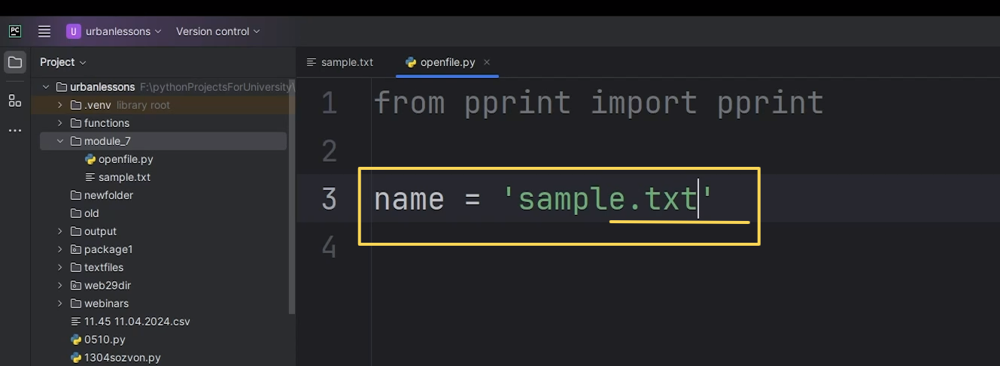 PC
U urbanlessons Version control
Project
sample.txt openfile.py
urbanlessons F:\pythonProjectsForUniversity\
.venv library root
functions
module_7
openfile.py
sample.txt
newfolder
old
output
package1
textfiles
web29dir
webinars
11.45 11.04.2024.csv
0510.py
1304sozvon.py
1 from pprint import pprint
2
3 name = 'sample.txt'
4